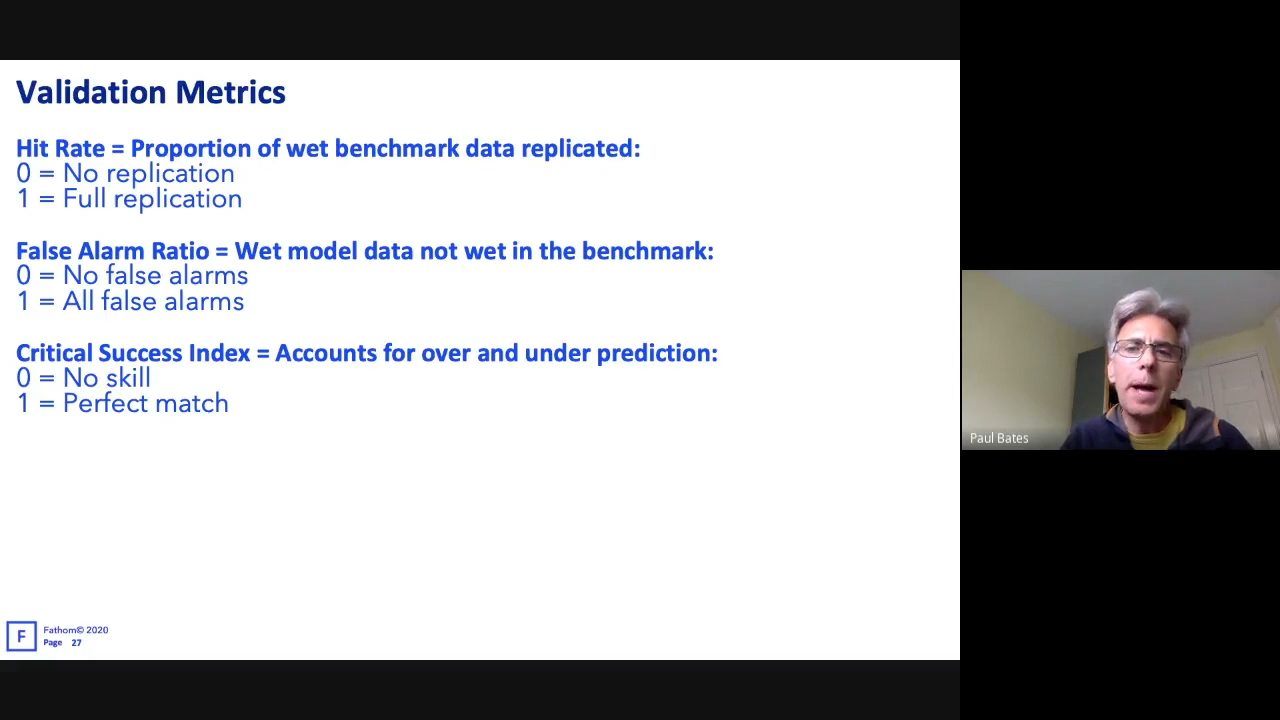 Validation Metrics
Hit Rate = Proportion of wet benchmark data replicated:
0 = No replication
1 = Full replication
False Alarm Ratio = Wet model data not wet in the benchmark:
0 = No false alarms
1 = All false alarms
Critical Success Index = Accounts for over and under prediction:
0 = No skill
1 = Perfect match
Paul Bates
F
Fathom© 2020
Page 27